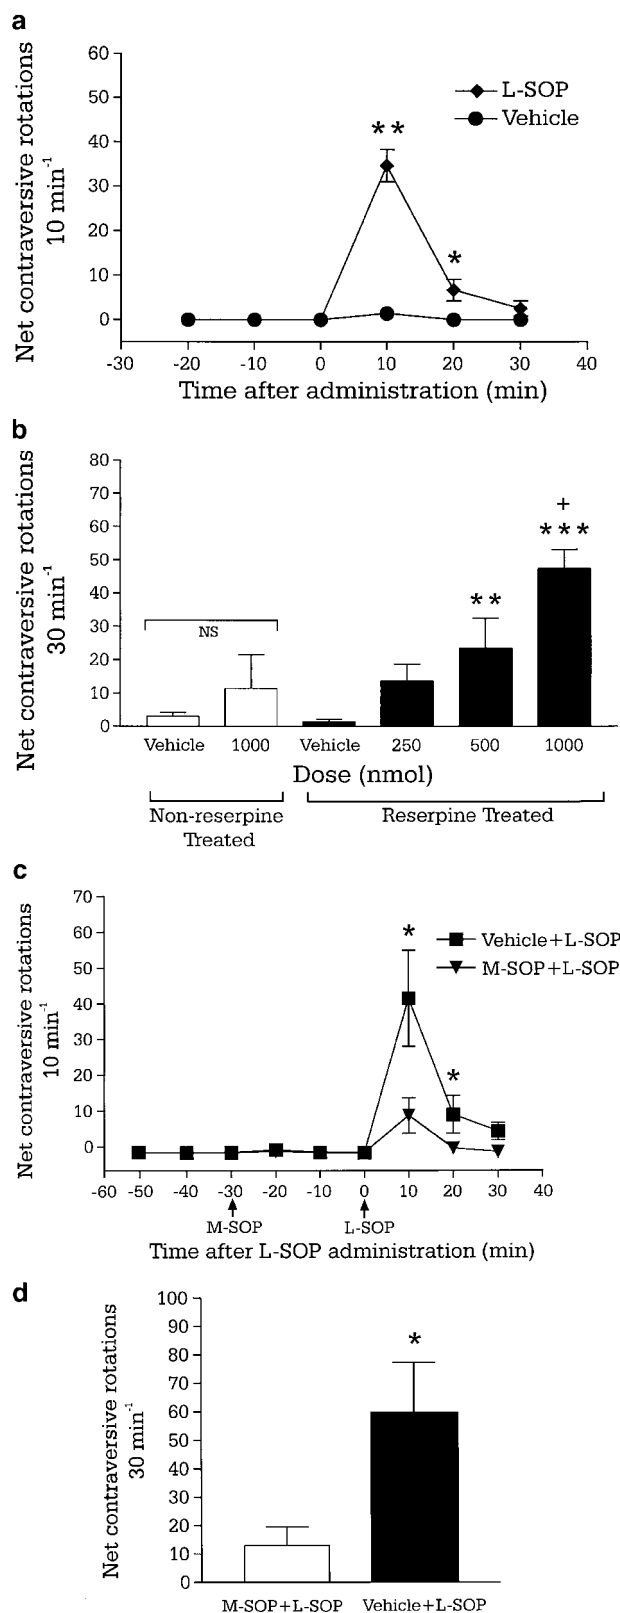 a
Net contraversive rotations
10 min-1
60
40
30
20
10
0
L-SOP
Vehicle
**
*
-30 -20 -10 0 10 20 30 40
Time after administration (min)
b
Net contraversive rotations
30 min-1
80
70
60
50
40
30
20
10
0
NS
**
+
***
Vehicle 1000 Vehicle 250 500 1000
Dose (nmol)
Non-reserpine
Treated
Reserpine Treated
c
Net contraversive rotations
10 min-1
70
60
50
40
30
20
10
0
*
*
Vehicle+L-SOP
M-SOP+L-SOP
-60 -50 -40 -30 -20 -10 0 10 20 30 40
M-SOP L-SOP
Time after L-SOP administration (min)
d
Net contraversive rotations
30 min-1
100
90
80
70
60
50
40
30
20
10
0
*
M-SOP+L-SOP Vehicle+L-SOP